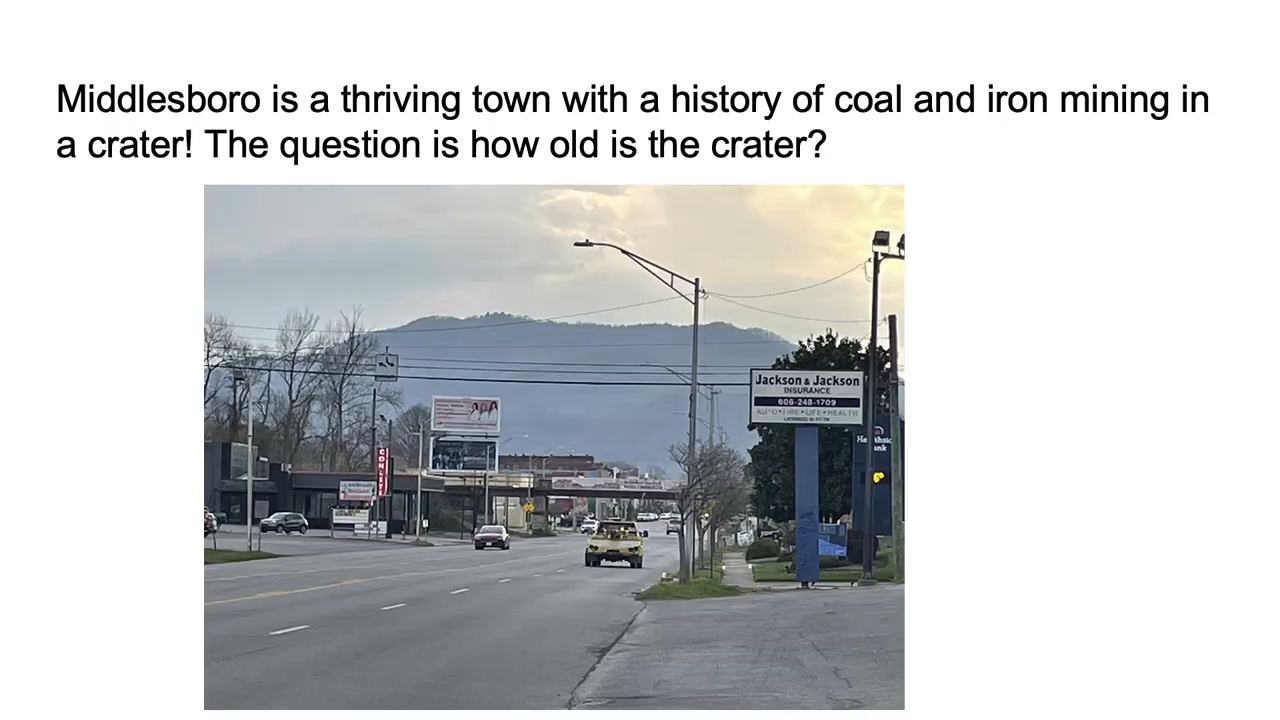 Middlesboro is a thriving town with a history of coal and iron mining in
a crater! The question is how old is the crater?
Jackson & Jackson
INSURANCE
606-248-1709
AUTO • FIRE • LIFE • HEALTH
CONLEY